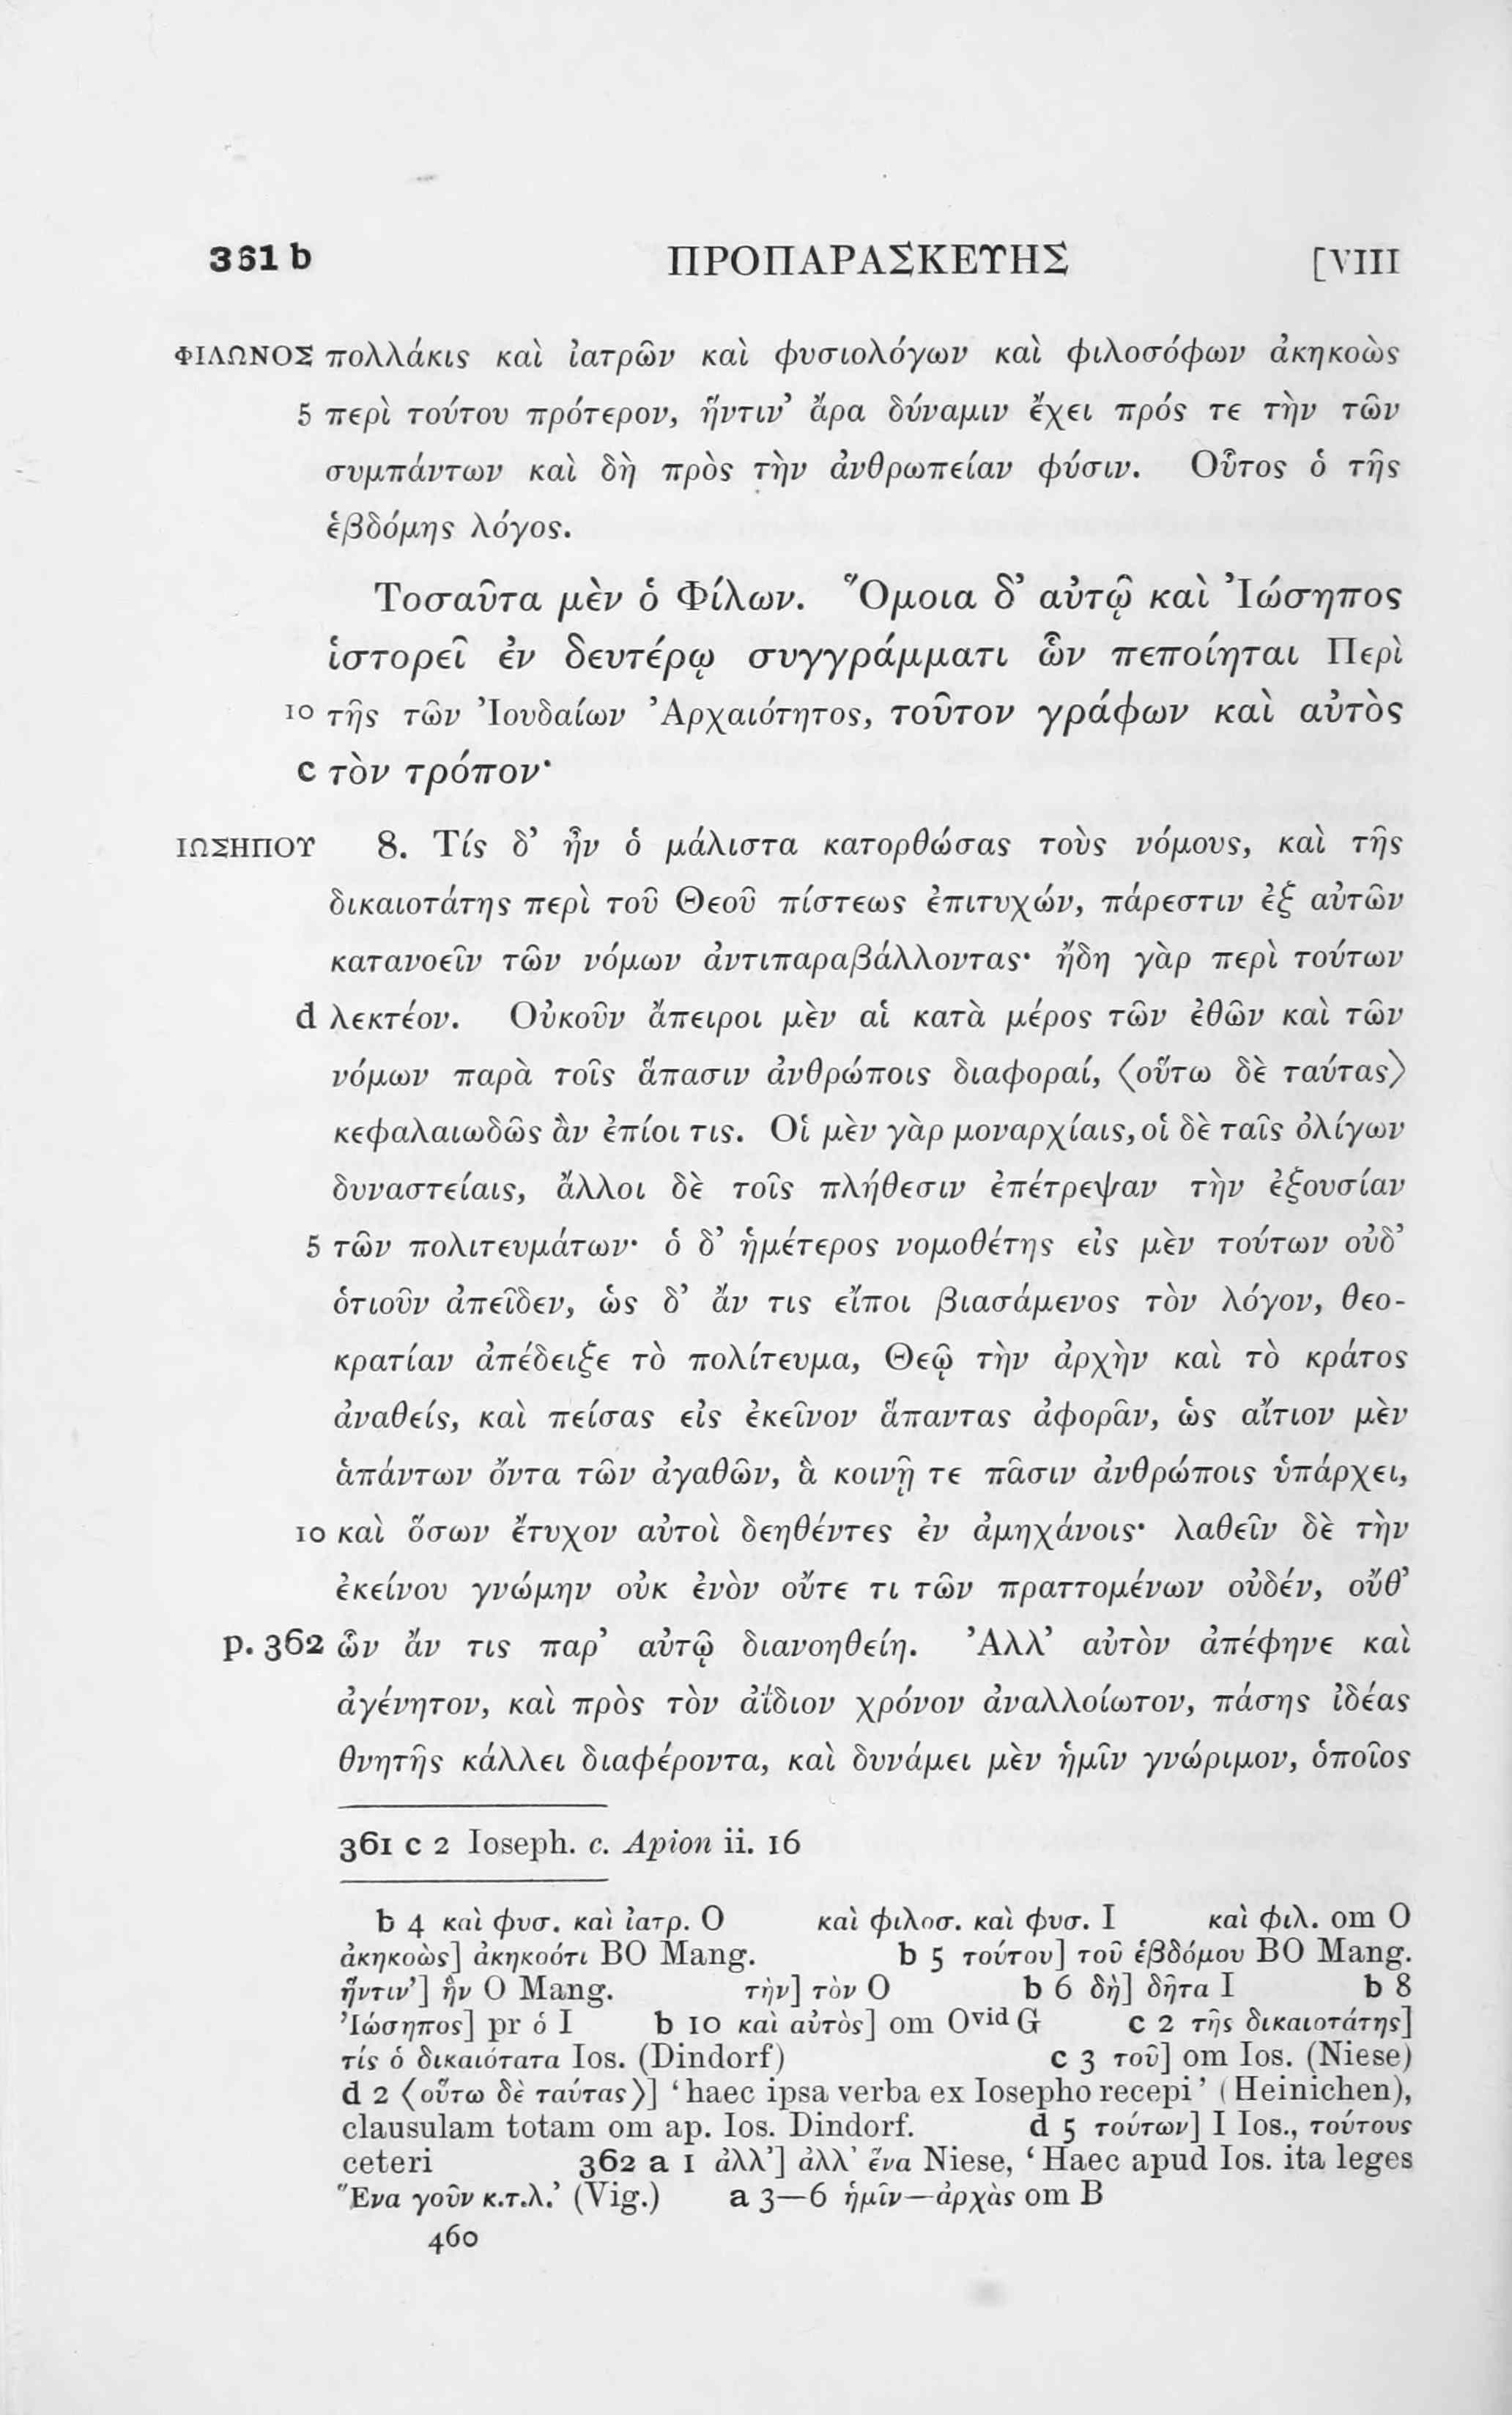 361 b ΠΡΟΠΑΡΑΣΚΕΥΗΣ [VIII
ΦΙΛΩΝΟΣ πολλάκις καὶ ἰατρῶν καὶ φυσιολόγων καὶ φιλοσόφων ἀκηκοὼς
5 περὶ τούτου πρότερον, ἥντιν’ ἄρα δύναμιν ἔχει πρός τε τὴν τῶν
συμπάντων καὶ δὴ πρὸς τὴν ἀνθρωπείαν φύσιν. Οὗτος ὁ τῆς
ἑβδόμης λόγος.
Τοσαῦτα μὲν ὁ Φίλων. Ὅμοια δ’ αὐτῷ καὶ Ἰώσηπος
ἱστορεῖ ἐν δευτέρῳ συγγράμματι ὧν πεποίηται Περὶ
10 τῆς τῶν Ἰουδαίων Ἀρχαιότητος, τοῦτον γράφων καὶ αὐτὸς
c τὸν τρόπον·
ΙΩΣΗΠΟΥ 8. Τίς δ’ ἦν ὁ μάλιστα κατορθώσας τοὺς νόμους, καὶ τῆς
δικαιοτάτης περὶ τοῦ Θεοῦ πίστεως ἐπιτυχών, πάρεστιν ἐξ αὐτῶν
κατανοεῖν τῶν νόμων ἀντιπαραβάλλοντας· ἤδη γὰρ περὶ τούτων
d λεκτέον. Οὐκοῦν ἄπειροι μὲν αἱ κατὰ μέρος τῶν ἐθῶν καὶ τῶν
νόμων παρὰ τοῖς ἅπασιν ἀνθρώποις διαφοραί, ⟨οὕτω δὲ ταύτας⟩
κεφαλαιωδῶς ἂν ἐπίοι τις. Οἱ μὲν γὰρ μοναρχίαις, οἱ δὲ ταῖς ὀλίγων
δυναστείαις, ἄλλοι δὲ τοῖς πλήθεσιν ἐπέτρεψαν τὴν ἐξουσίαν
5 τῶν πολιτευμάτων· ὁ δ’ ἡμέτερος νομοθέτης εἰς μὲν τούτων οὐδ’
ὁτιοῦν ἀπεῖδεν, ὡς δ’ ἄν τις εἴποι βιασάμενος τὸν λόγον, θεο-
κρατίαν ἀπέδειξε τὸ πολίτευμα, Θεῷ τὴν ἀρχὴν καὶ τὸ κράτος
ἀναθείς, καὶ πείσας εἰς ἐκεῖνον ἅπαντας ἀφορᾶν, ὡς αἴτιον μὲν
ἁπάντων ὄντα τῶν ἀγαθῶν, ἃ κοινῇ τε πᾶσιν ἀνθρώποις ὑπάρχει,
10 καὶ ὅσων ἔτυχον αὐτοὶ δεηθέντες ἐν ἀμηχάνοις· λαθεῖν δὲ τὴν
ἐκείνου γνώμην οὐκ ἐνὸν οὔτε τι τῶν πραττομένων οὐδέν, οὔθ’
p. 362 ὧν ἄν τις παρ’ αὐτῷ διανοηθείη. Ἀλλ’ αὐτὸν ἀπέφηνε καὶ
ἀγένητον, καὶ πρὸς τὸν ἀΐδιον χρόνον ἀναλλοίωτον, πάσης ἰδέας
θνητῆς κάλλει διαφέροντα, καὶ δυνάμει μὲν ἡμῖν γνώριμον, ὁποῖος
361 c 2 Ioseph. c. Apion ii. 16
b 4 καὶ φυσ. καὶ ἰατρ. O καὶ φιλοσ. καὶ φυσ. I καὶ φιλ. om O
ἀκηκοὼς] ἀκηκοότι BO Mang. b 5 τούτου] τοῦ ἑβδόμου BO Mang.
ἥντιν’] ἣν O Mang. τὴν] τὸν O b 6 δὴ] δῆτα I b 8
Ἰώσηπος] pr ὁ I b 10 καὶ αὐτὸς] om Ovid G c 2 τῆς δικαιοτάτης]
τίς ὁ δικαιότατα Ios. (Dindorf) c 3 τοῦ] om Ios. (Niese)
d 2 ⟨οὕτω δὲ ταύτας⟩] ‘haec ipsa verba ex Iosepho recepi’ (Heinichen),
clausulam totam om ap. Ios. Dindorf. d 5 τούτων] I Ios., τούτους
ceteri 362 a 1 ἀλλ’] ἀλλ’ ἕνα Niese, ‘Haec apud Ios. ita leges
Ἕνα γοῦν κ.τ.λ.’ (Vig.) a 3—6 ἡμῖν—ἀρχὰς om B
460